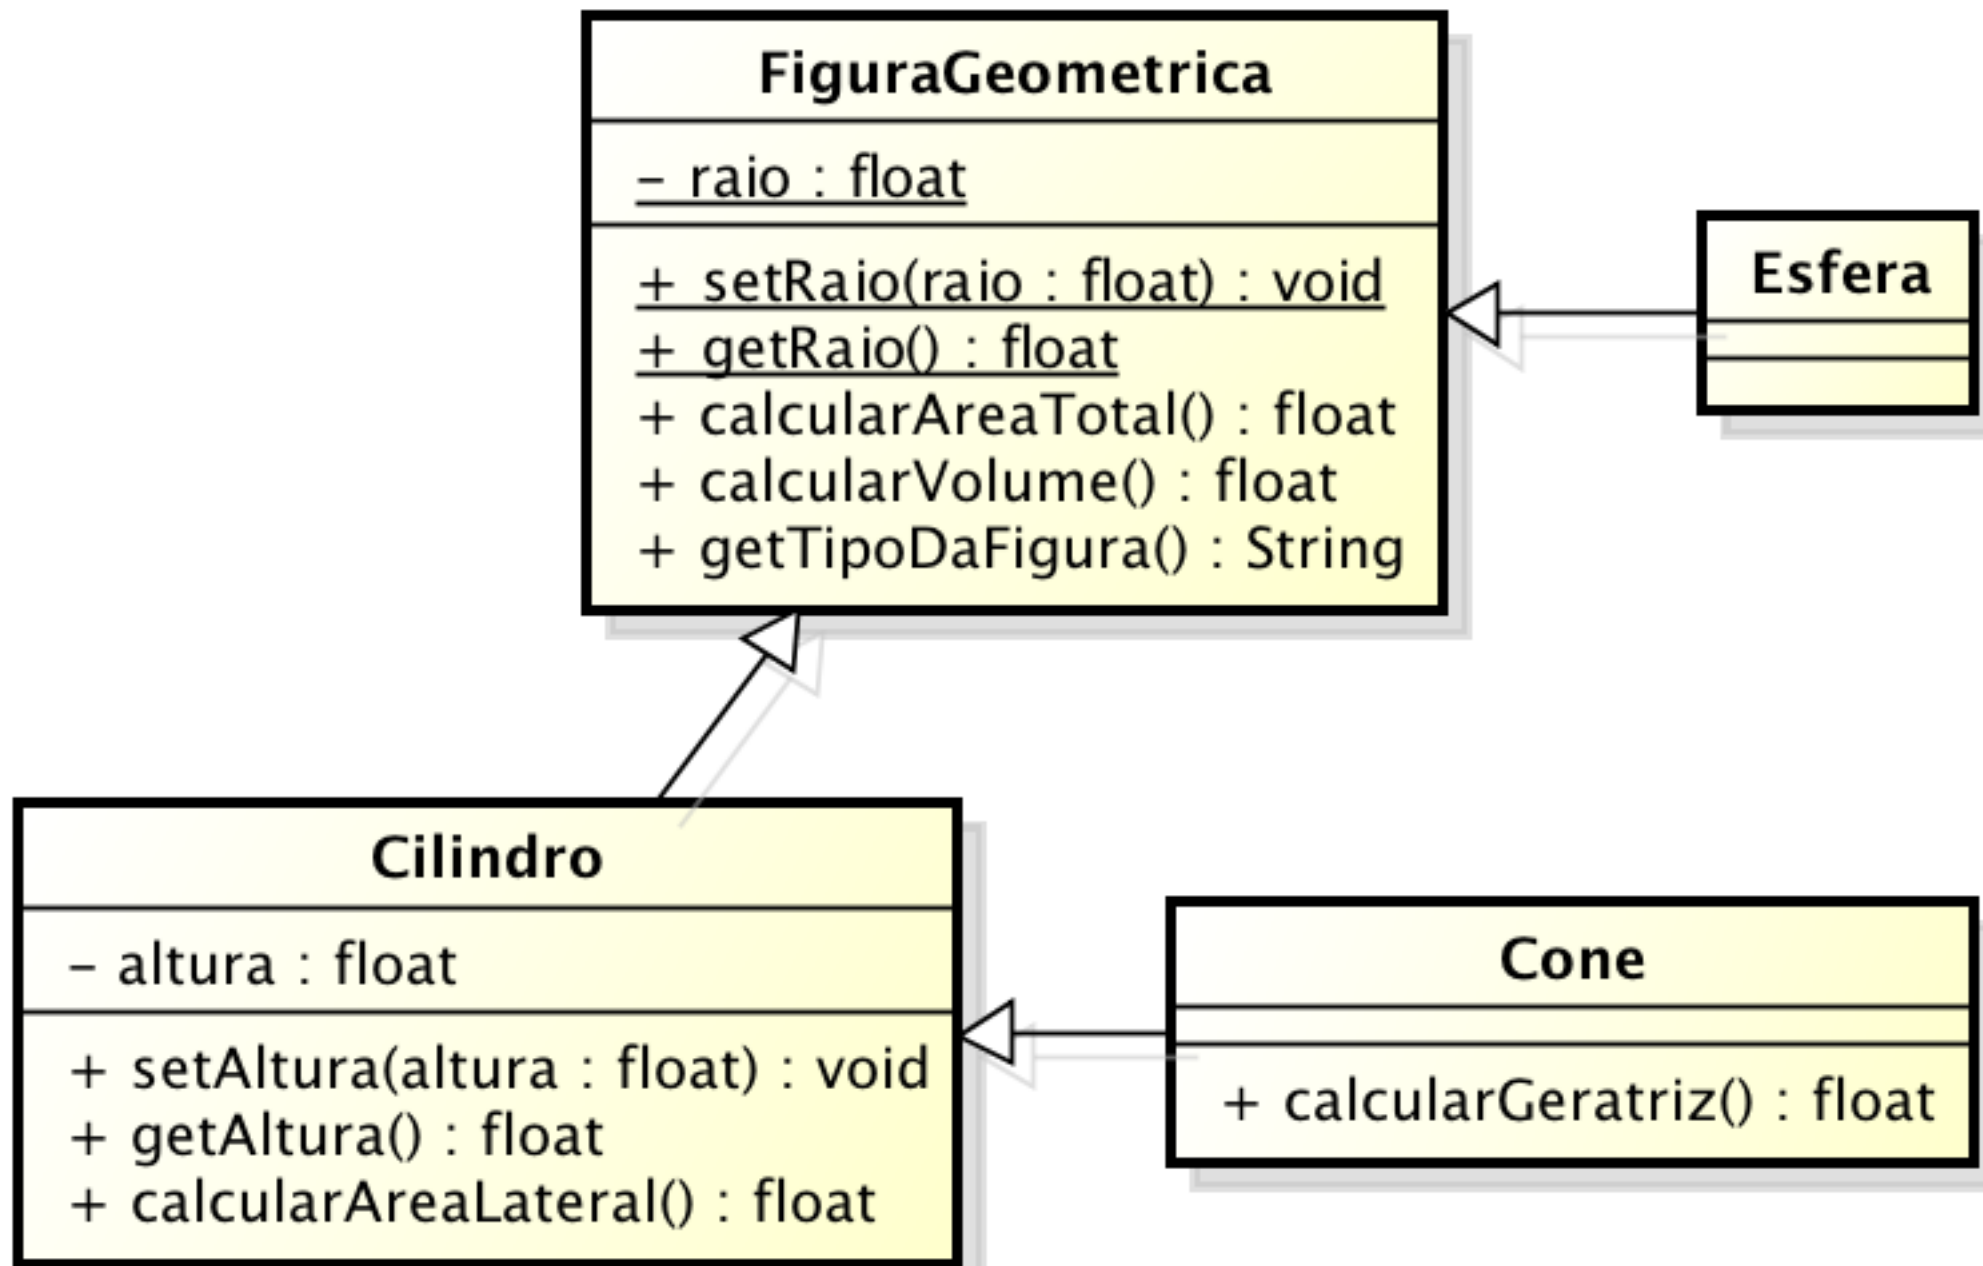 FiguraGeometrica
- raio : float
+ setRaio(raio : float) : void
+ getRaio() : float
+ calcularAreaTotal() : float
+ calcularVolume() : float
+ getTipoDaFigura() : String
Esfera
Cilindro
- altura : float
+ setAltura(altura : float) : void
+ getAltura() : float
+ calcularAreaLateral() : float
Cone
+ calcularGeratriz() : float